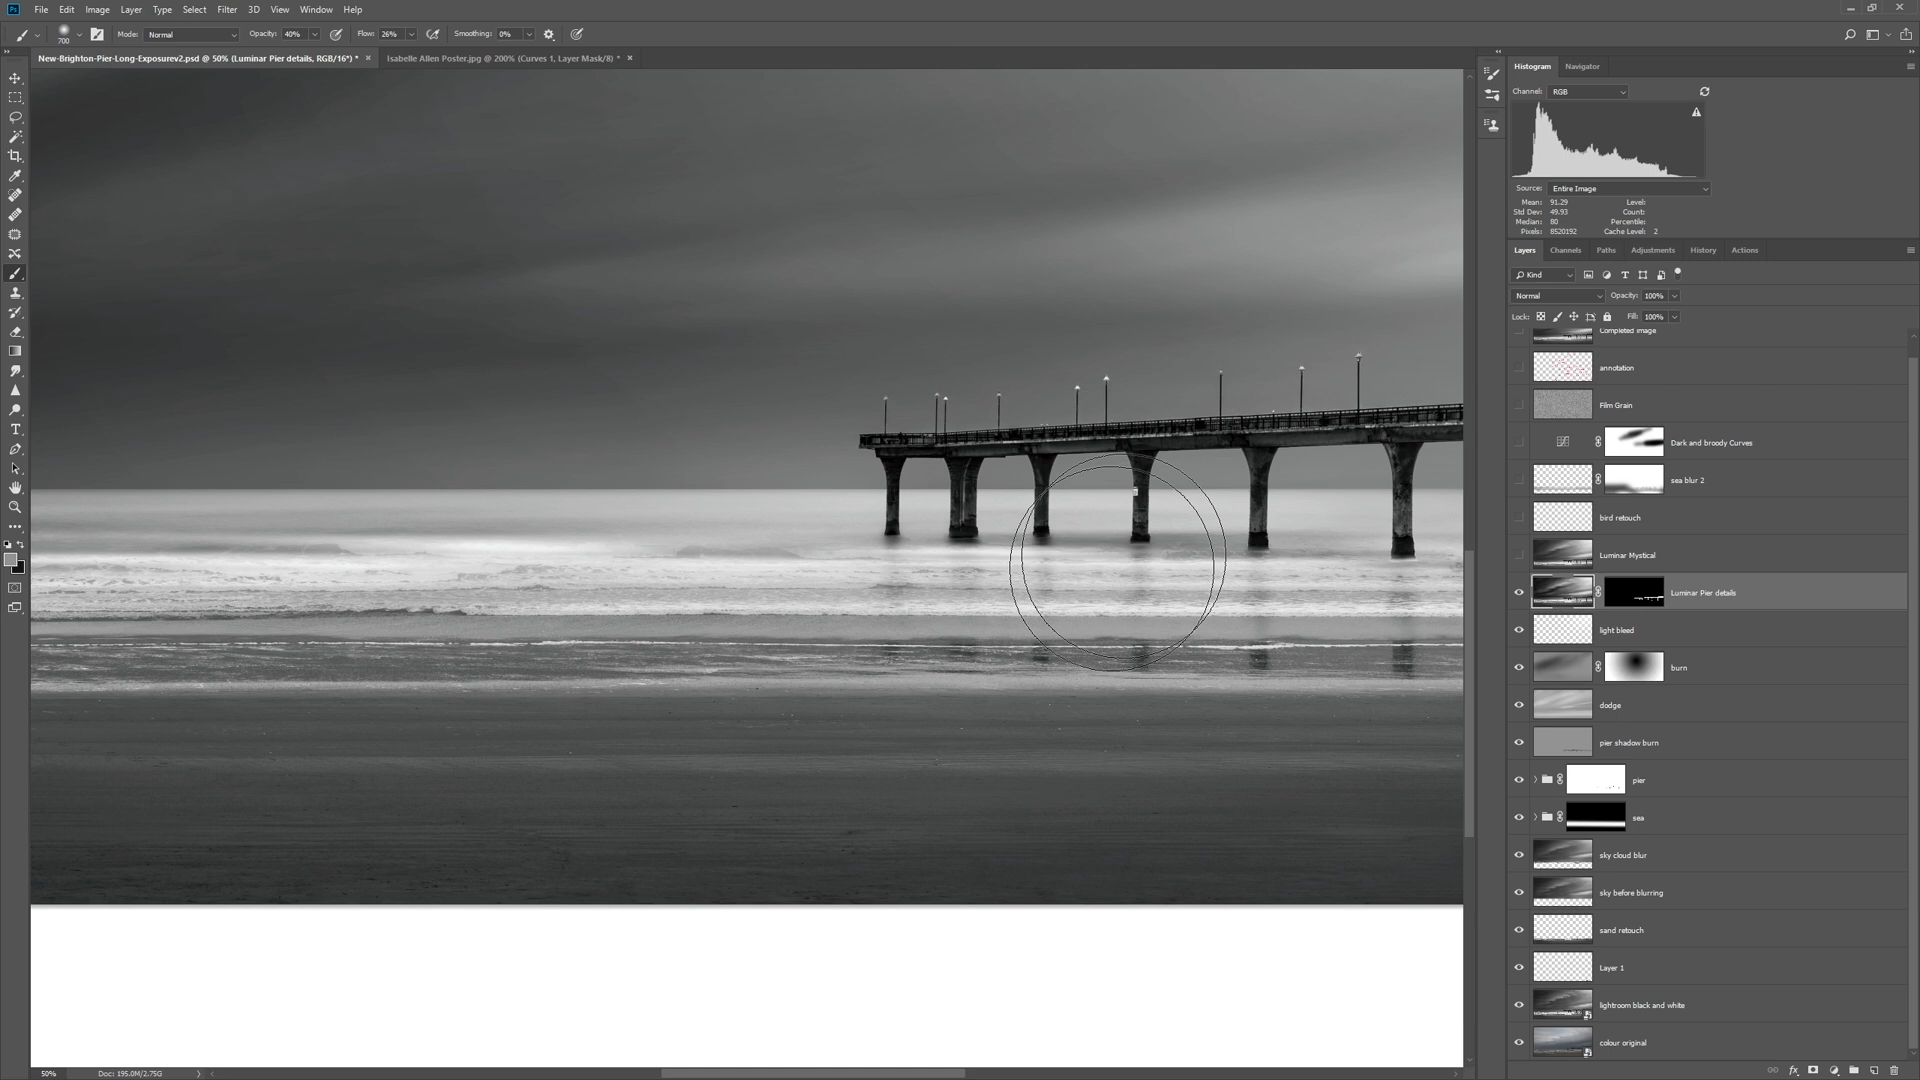 Ps File Edit Image Layer Type Select Filter 3D View Window Help
700 Mode: Normal Opacity: 40% Flow: 26% Smoothing: 0%
New-Brighton-Pier-Long-Exposurev2.psd @ 50% (Luminar Pier details, RGB/16*) * × Isabelle Allen Poster.jpg @ 200% (Curves 1, Layer Mask/8) * ×
Histogram Navigator
Channel: RGB
Source: Entire Image
Mean: 91.29 Level:
Std Dev: 49.93 Count:
Median: 80 Percentile:
Pixels: 8520192 Cache Level: 2
Layers Channels Paths Adjustments History Actions
Kind
Normal Opacity: 100%
Lock: Fill: 100%
Completed Image
annotation
Film Grain
Dark and broody Curves
sea blur 2
bird retouch
Luminar Mystical
Luminar Pier details
light bleed
burn
dodge
pier shadow burn
pier
sea
sky cloud blur
sky before blurring
sand retouch
Layer 1
lightroom black and white
colour original
50% Doc: 195.0M/2.75G